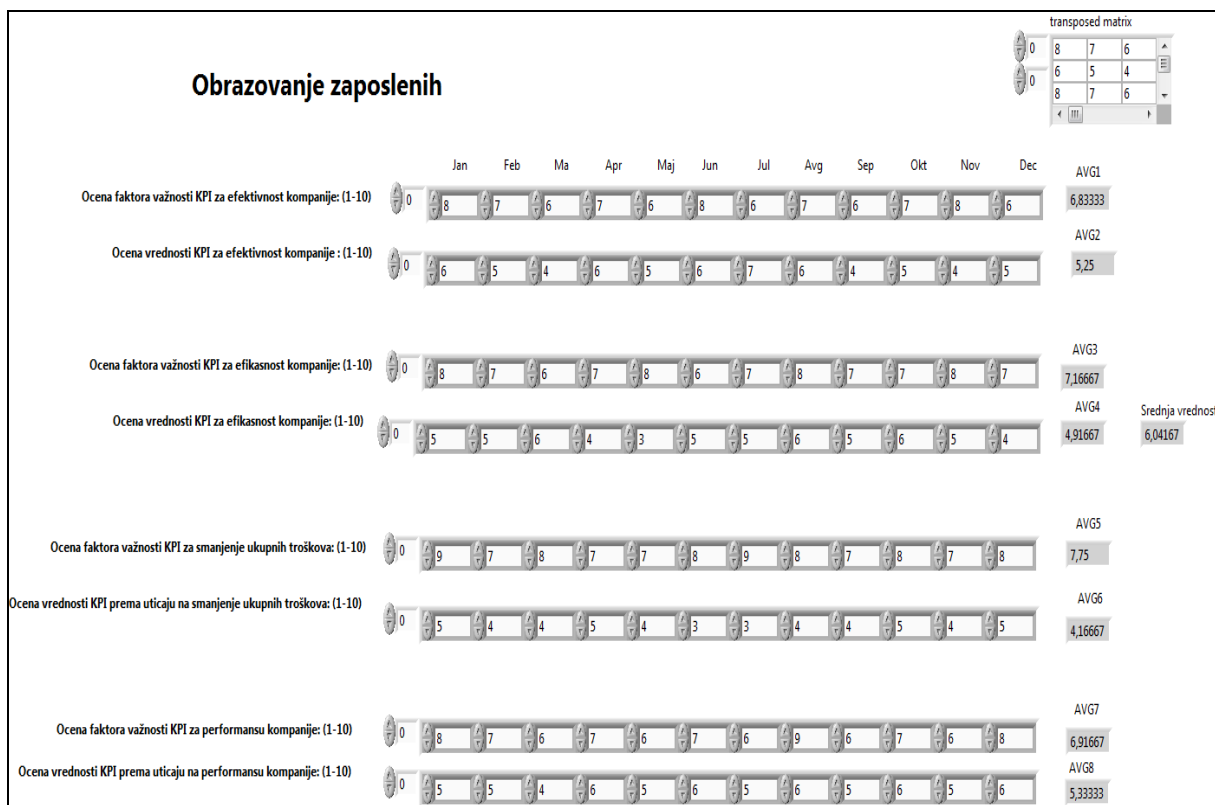 transposed matrix
0 8 7 6
0 6 5 4
8 7 6
Obrazovanje zaposlenih
Jan Feb Ma Apr Maj Jun Jul Avg Sep Okt Nov Dec
AVG1
Ocena faktora važnosti KPI za efektivnost kompanije: (1-10) 0 8 7 6 7 6 8 6 7 6 7 8 6 6,83333
AVG2
Ocena vrednosti KPI za efektivnost kompanije : (1-10) 0 6 5 4 6 5 6 7 6 4 5 4 5 5,25
AVG3
Ocena faktora važnosti KPI za efikasnost kompanije: (1-10) 0 8 7 6 7 8 6 7 8 7 7 8 7 7,16667
AVG4 Srednja vrednost
Ocena vrednosti KPI za efikasnost kompanije: (1-10) 0 5 5 6 4 3 5 5 6 5 6 5 4 4,91667 6,04167
AVG5
Ocena faktora važnosti KPI za smanjenje ukupnih troškova: (1-10) 0 9 7 8 7 7 8 9 8 7 8 7 8 7,75
AVG6
Ocena vrednosti KPI prema uticaju na smanjenje ukupnih troškova: (1-10) 0 5 4 4 5 4 3 3 4 4 5 4 5 4,16667
AVG7
Ocena faktora važnosti KPI za performansu kompanije: (1-10) 0 8 7 6 7 6 7 6 9 6 7 6 8 6,91667
AVG8
Ocena vrednosti KPI prema uticaju na performansu kompanije: (1-10) 0 5 5 4 6 5 6 6 5 6 5 5 6 5,33333